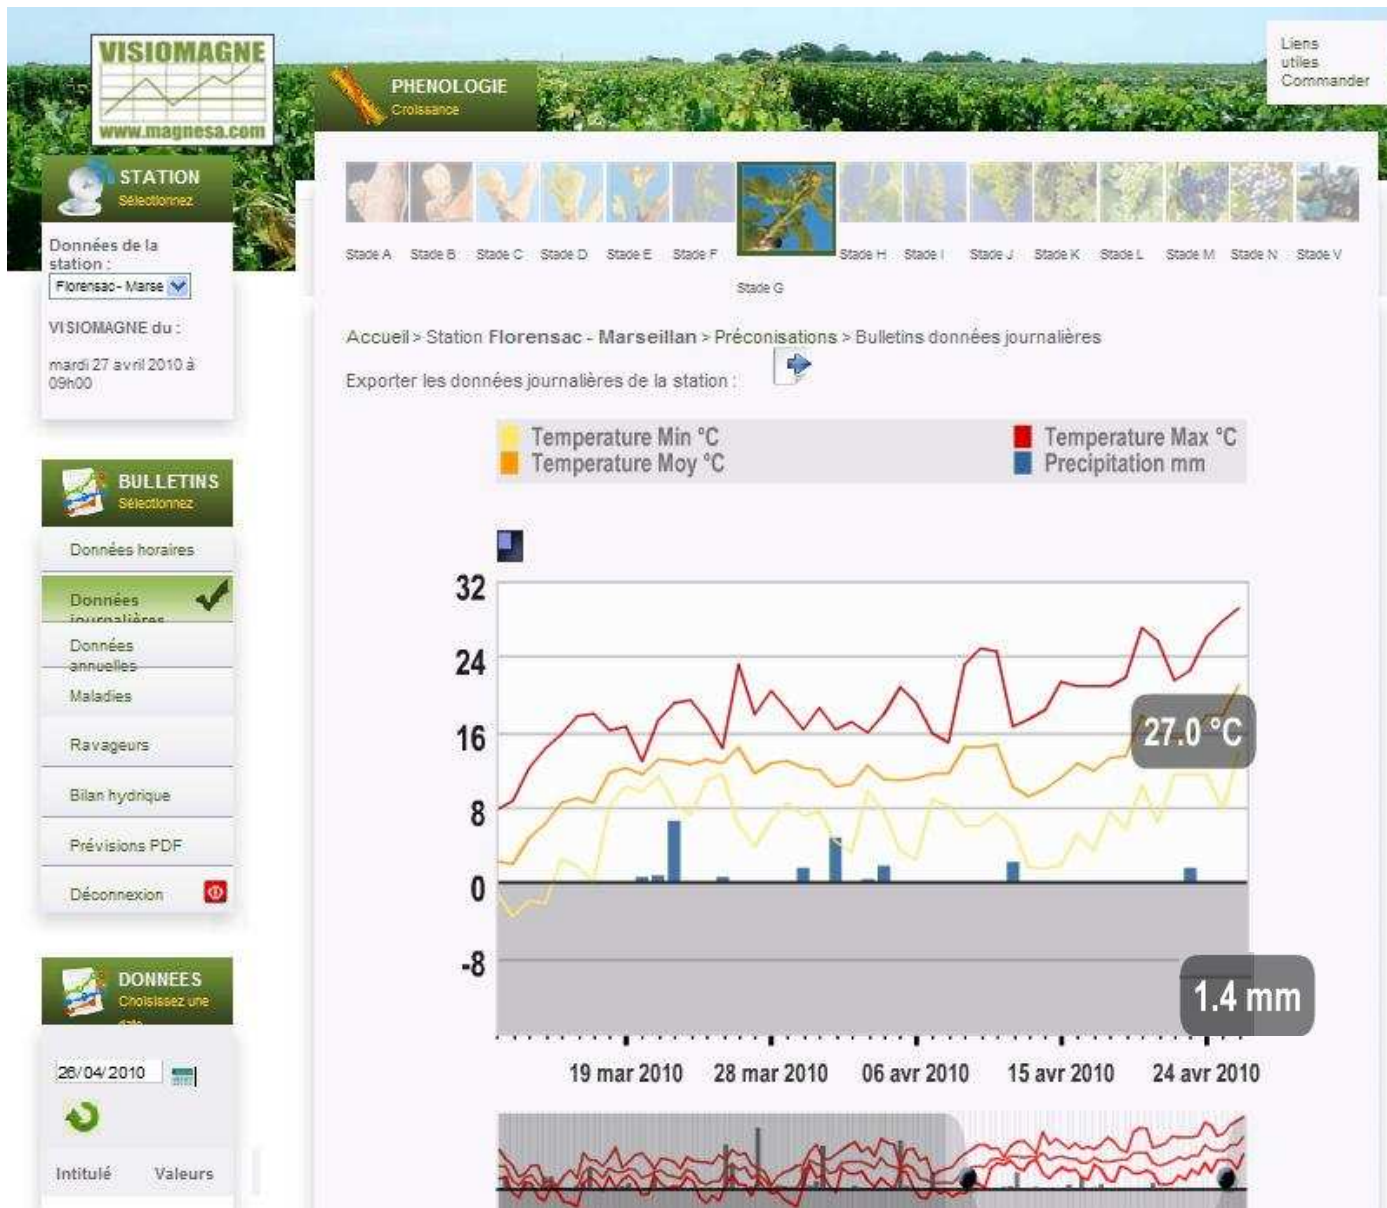 VISIOMAGNE
www.magnesa.com
Liens
utiles
Commander
PHENOLOGIE
Croissance
STATION
Sélectionnez
Données de la
station :
Florensac - Marse
VISIOMAGNE du :
mardi 27 avril 2010 à
09h00
Stade A Stade B Stade C Stade D Stade E Stade F Stade G Stade H Stade I Stade J Stade K Stade L Stade M Stade N Stade V
Accueil > Station Florensac - Marseillan > Préconisations > Bulletins données journalières
Exporter les données journalières de la station :
BULLETINS
Sélectionnez
Données horaires
Données
journalières
Données
annuelles
Maladies
Ravageurs
Bilan hydrique
Prévisions PDF
Déconnexion
DONNEES
Choisissez une
date
26/04/2010
Intitulé Valeurs
Temperature Min °C
Temperature Moy °C
Temperature Max °C
Precipitation mm
32
24
16
8
0
-8
27.0 °C
1.4 mm
19 mar 2010 28 mar 2010 06 avr 2010 15 avr 2010 24 avr 2010